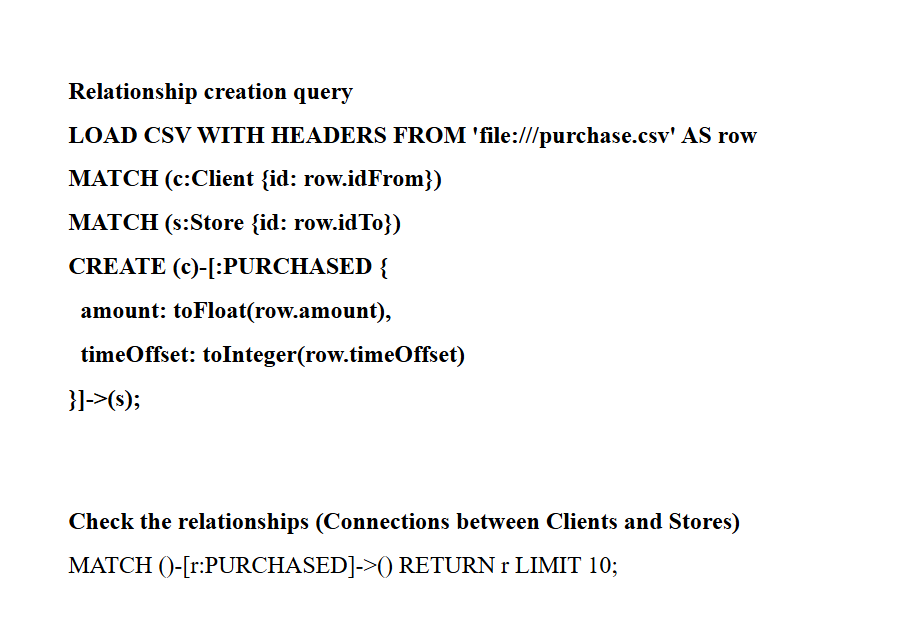 Relationship creation query
LOAD CSV WITH HEADERS FROM 'file:///purchase.csv' AS row
MATCH (c:Client {id: row.idFrom})
MATCH (s:Store {id: row.idTo})
CREATE (c)-[:PURCHASED {
  amount: toFloat(row.amount),
  timeOffset: toInteger(row.timeOffset)
}]->(s);
Check the relationships (Connections between Clients and Stores)
MATCH ()-[r:PURCHASED]->() RETURN r LIMIT 10;